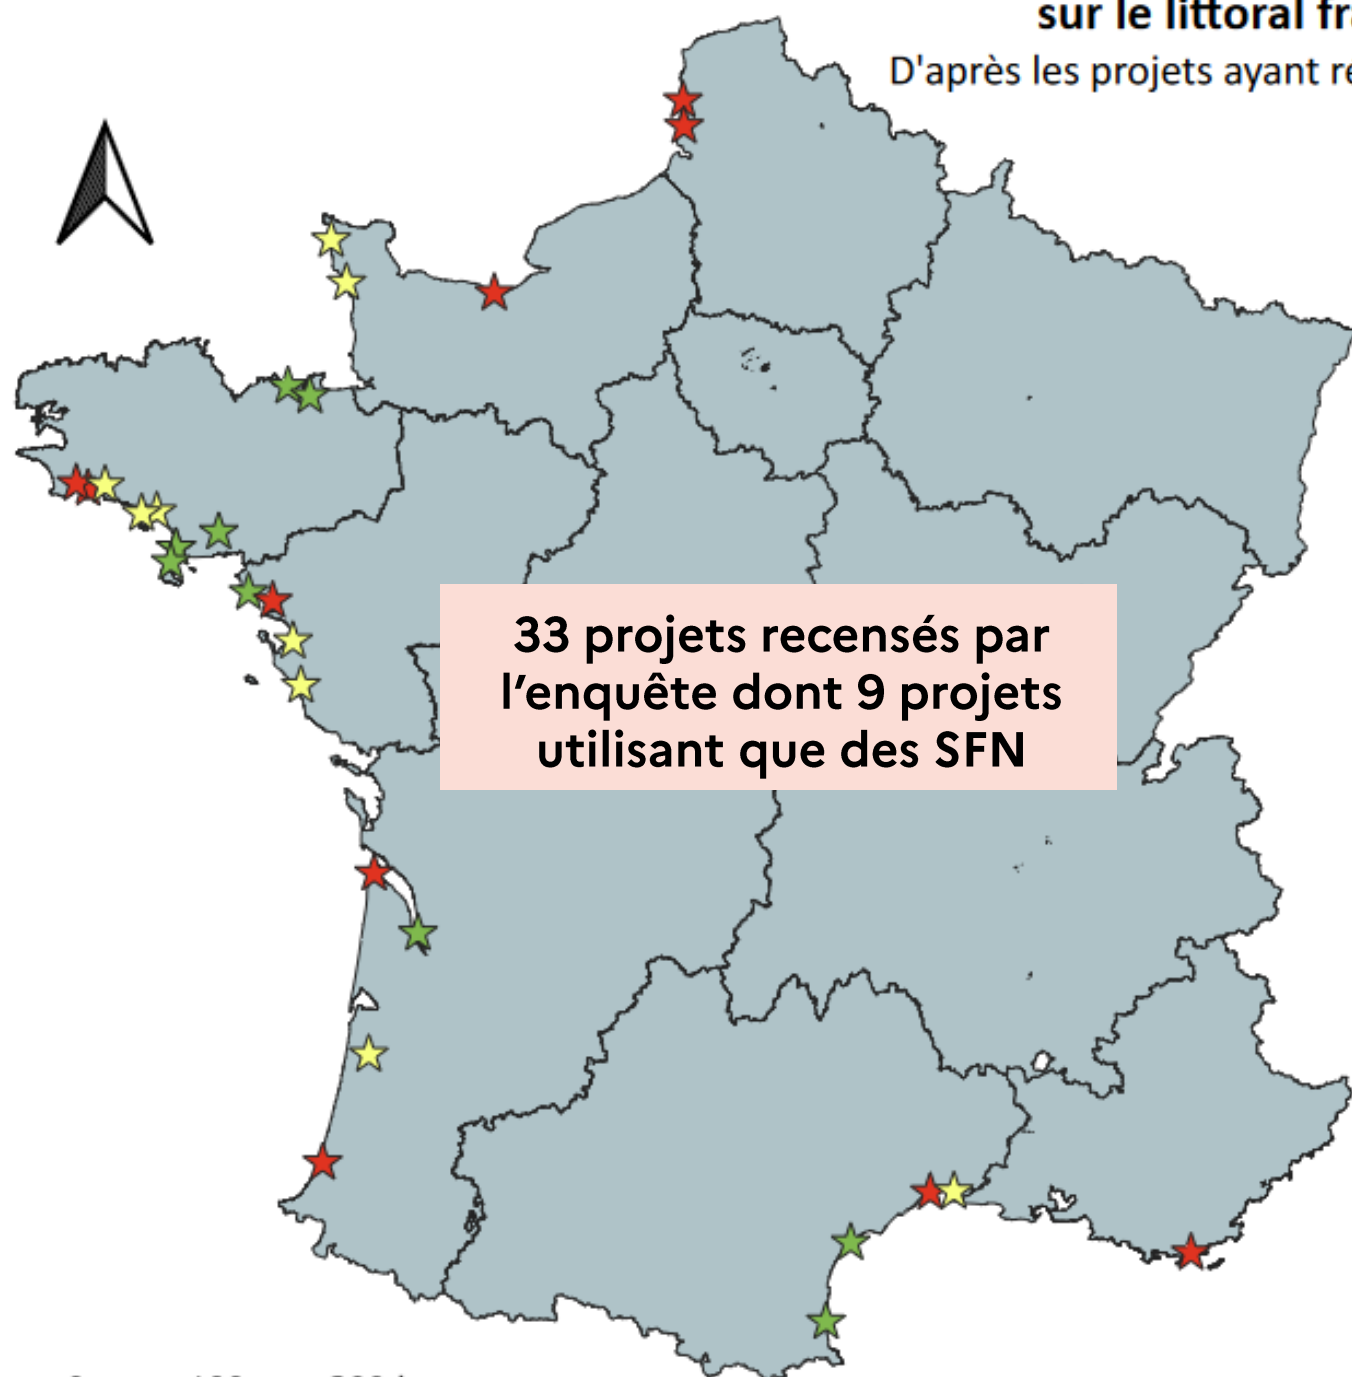 sur le littoral fr
D'après les projets ayant re
33 projets recensés par
l'enquête dont 9 projets
utilisant que des SFN